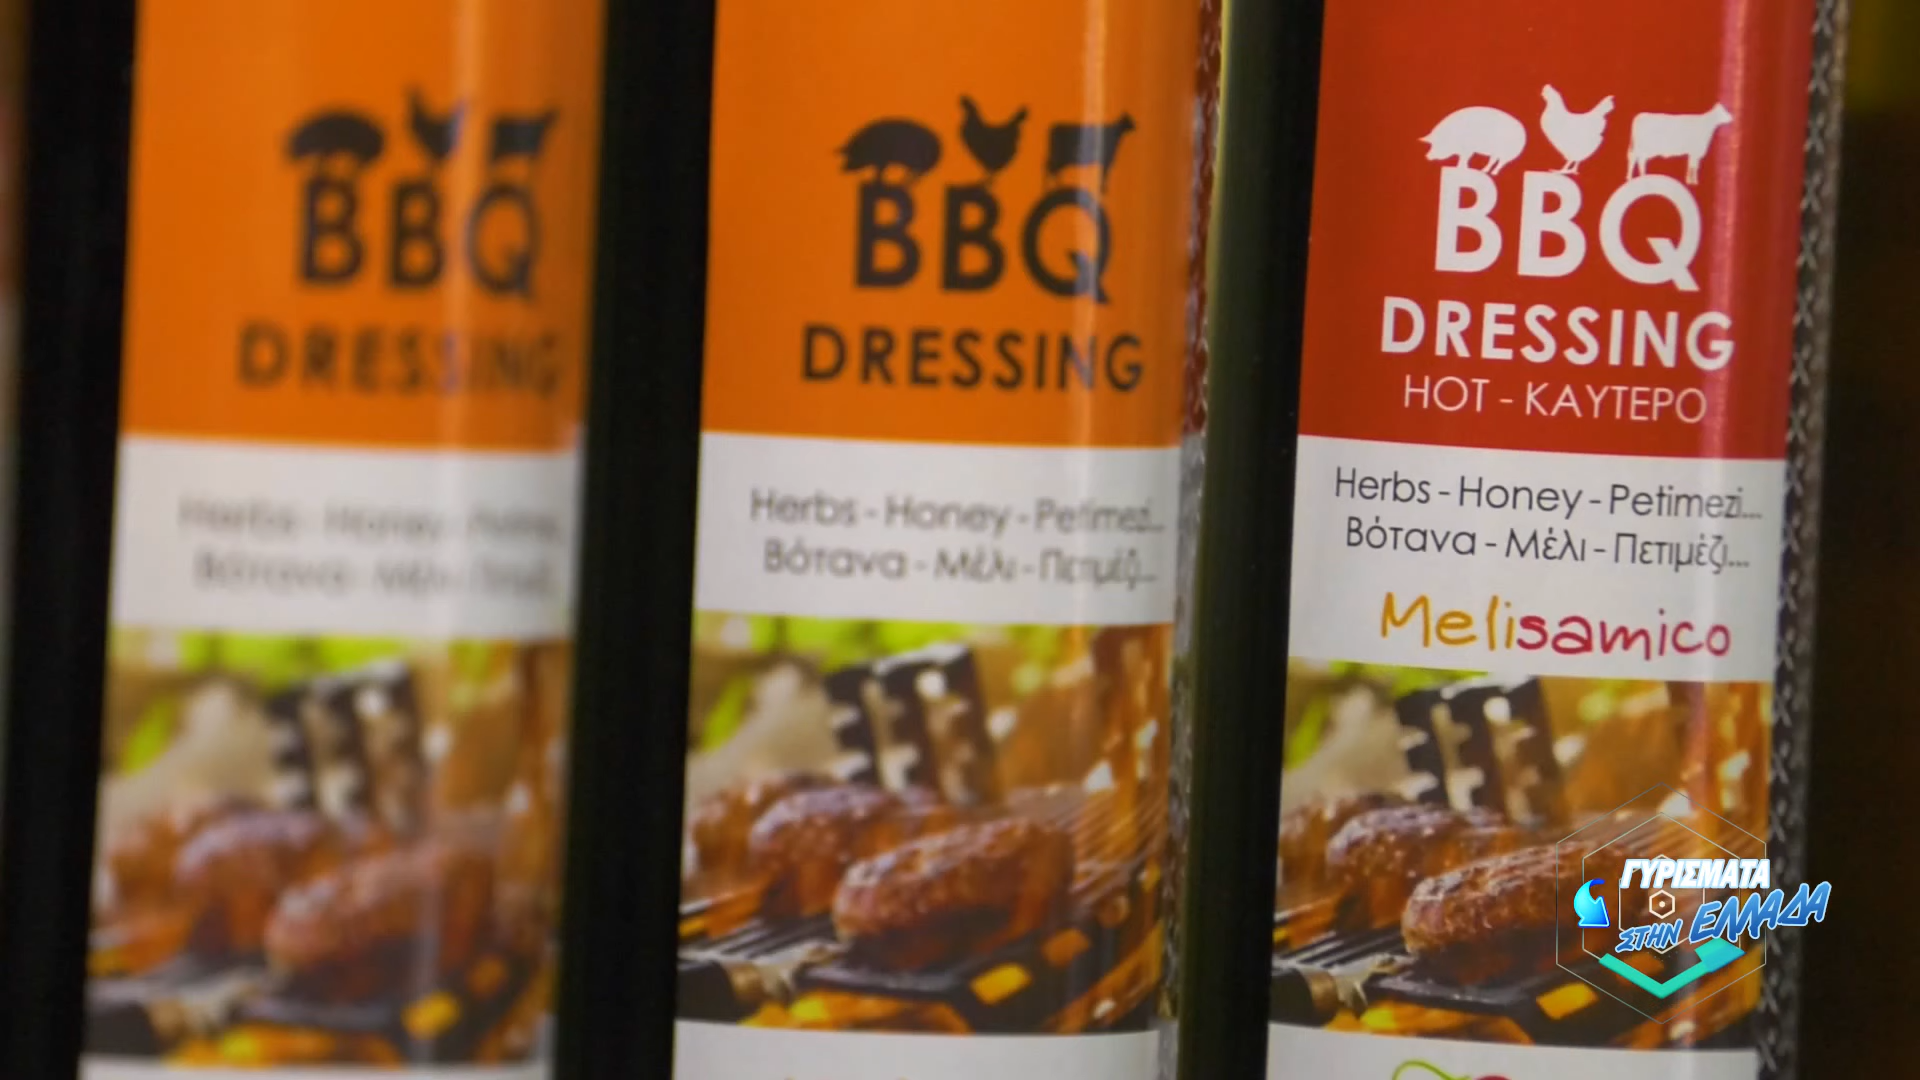 BBQ
DRESSING
BBQ
DRESSING
Herbs - Honey - Petimezi...
Βότανα - Μέλι - Πετιμέζι...
BBQ
DRESSING
HOT - ΚΑΥΤΕΡΟ
Herbs - Honey - Petimezi...
Βότανα - Μέλι - Πετιμέζι...
Melisamico
ΓΥΡΙΣΜΑΤΑ
ΣΤΗΝ ΕΛΛΑΔΑ